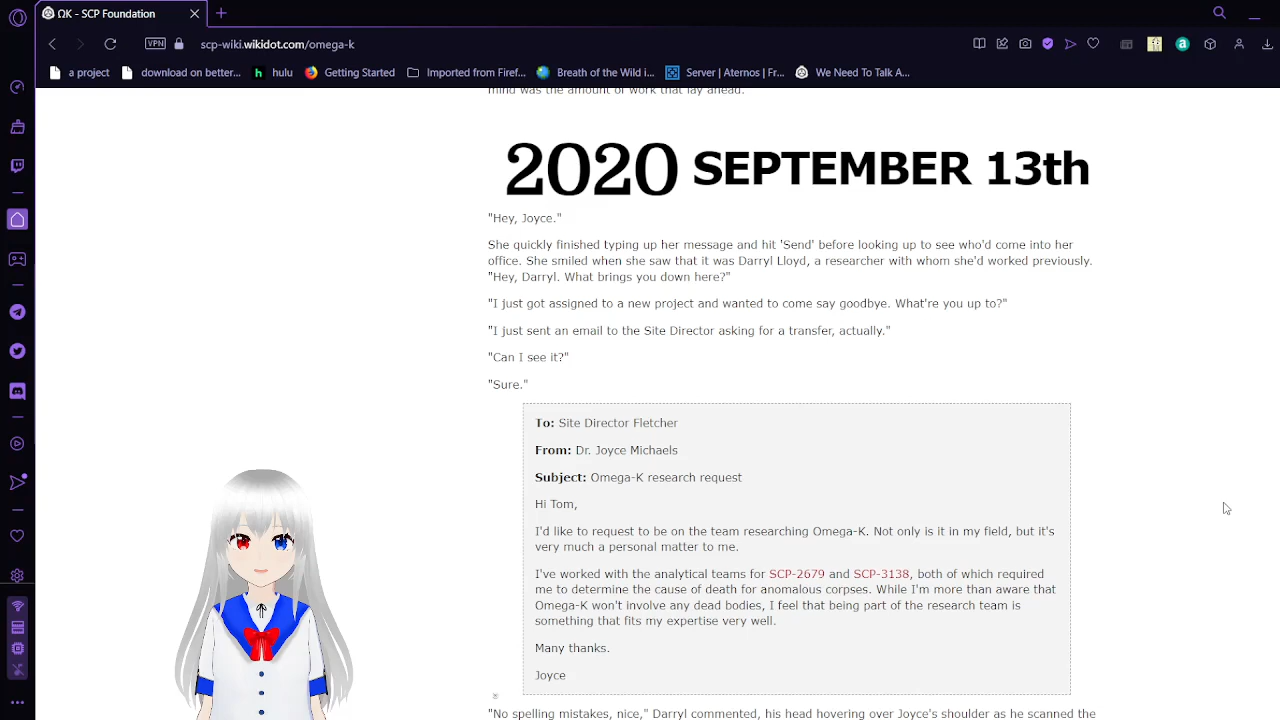 ΩK - SCP Foundation
VPN
scp-wiki.wikidot.com/omega-k
a project
download on better...
hulu
Getting Started
Imported from Firef...
Breath of the Wild i...
Server | Aternos | Fr...
We Need To Talk A...
mind was the amount of work that lay ahead.
2020 SEPTEMBER 13th
"Hey, Joyce."
She quickly finished typing up her message and hit 'Send' before looking up to see who'd come into her
office. She smiled when she saw that it was Darryl Lloyd, a researcher with whom she'd worked previously.
"Hey, Darryl. What brings you down here?"
"I just got assigned to a new project and wanted to come say goodbye. What're you up to?"
"I just sent an email to the Site Director asking for a transfer, actually."
"Can I see it?"
"Sure."
To: Site Director Fletcher
From: Dr. Joyce Michaels
Subject: Omega-K research request
Hi Tom,
I'd like to request to be on the team researching Omega-K. Not only is it in my field, but it's
very much a personal matter to me.
I've worked with the analytical teams for SCP-2679 and SCP-3138, both of which required
me to determine the cause of death for anomalous corpses. While I'm more than aware that
Omega-K won't involve any dead bodies, I feel that being part of the research team is
something that fits my expertise very well.
Many thanks.
Joyce
"No spelling mistakes, nice," Darryl commented, his head hovering over Joyce's shoulder as he scanned the